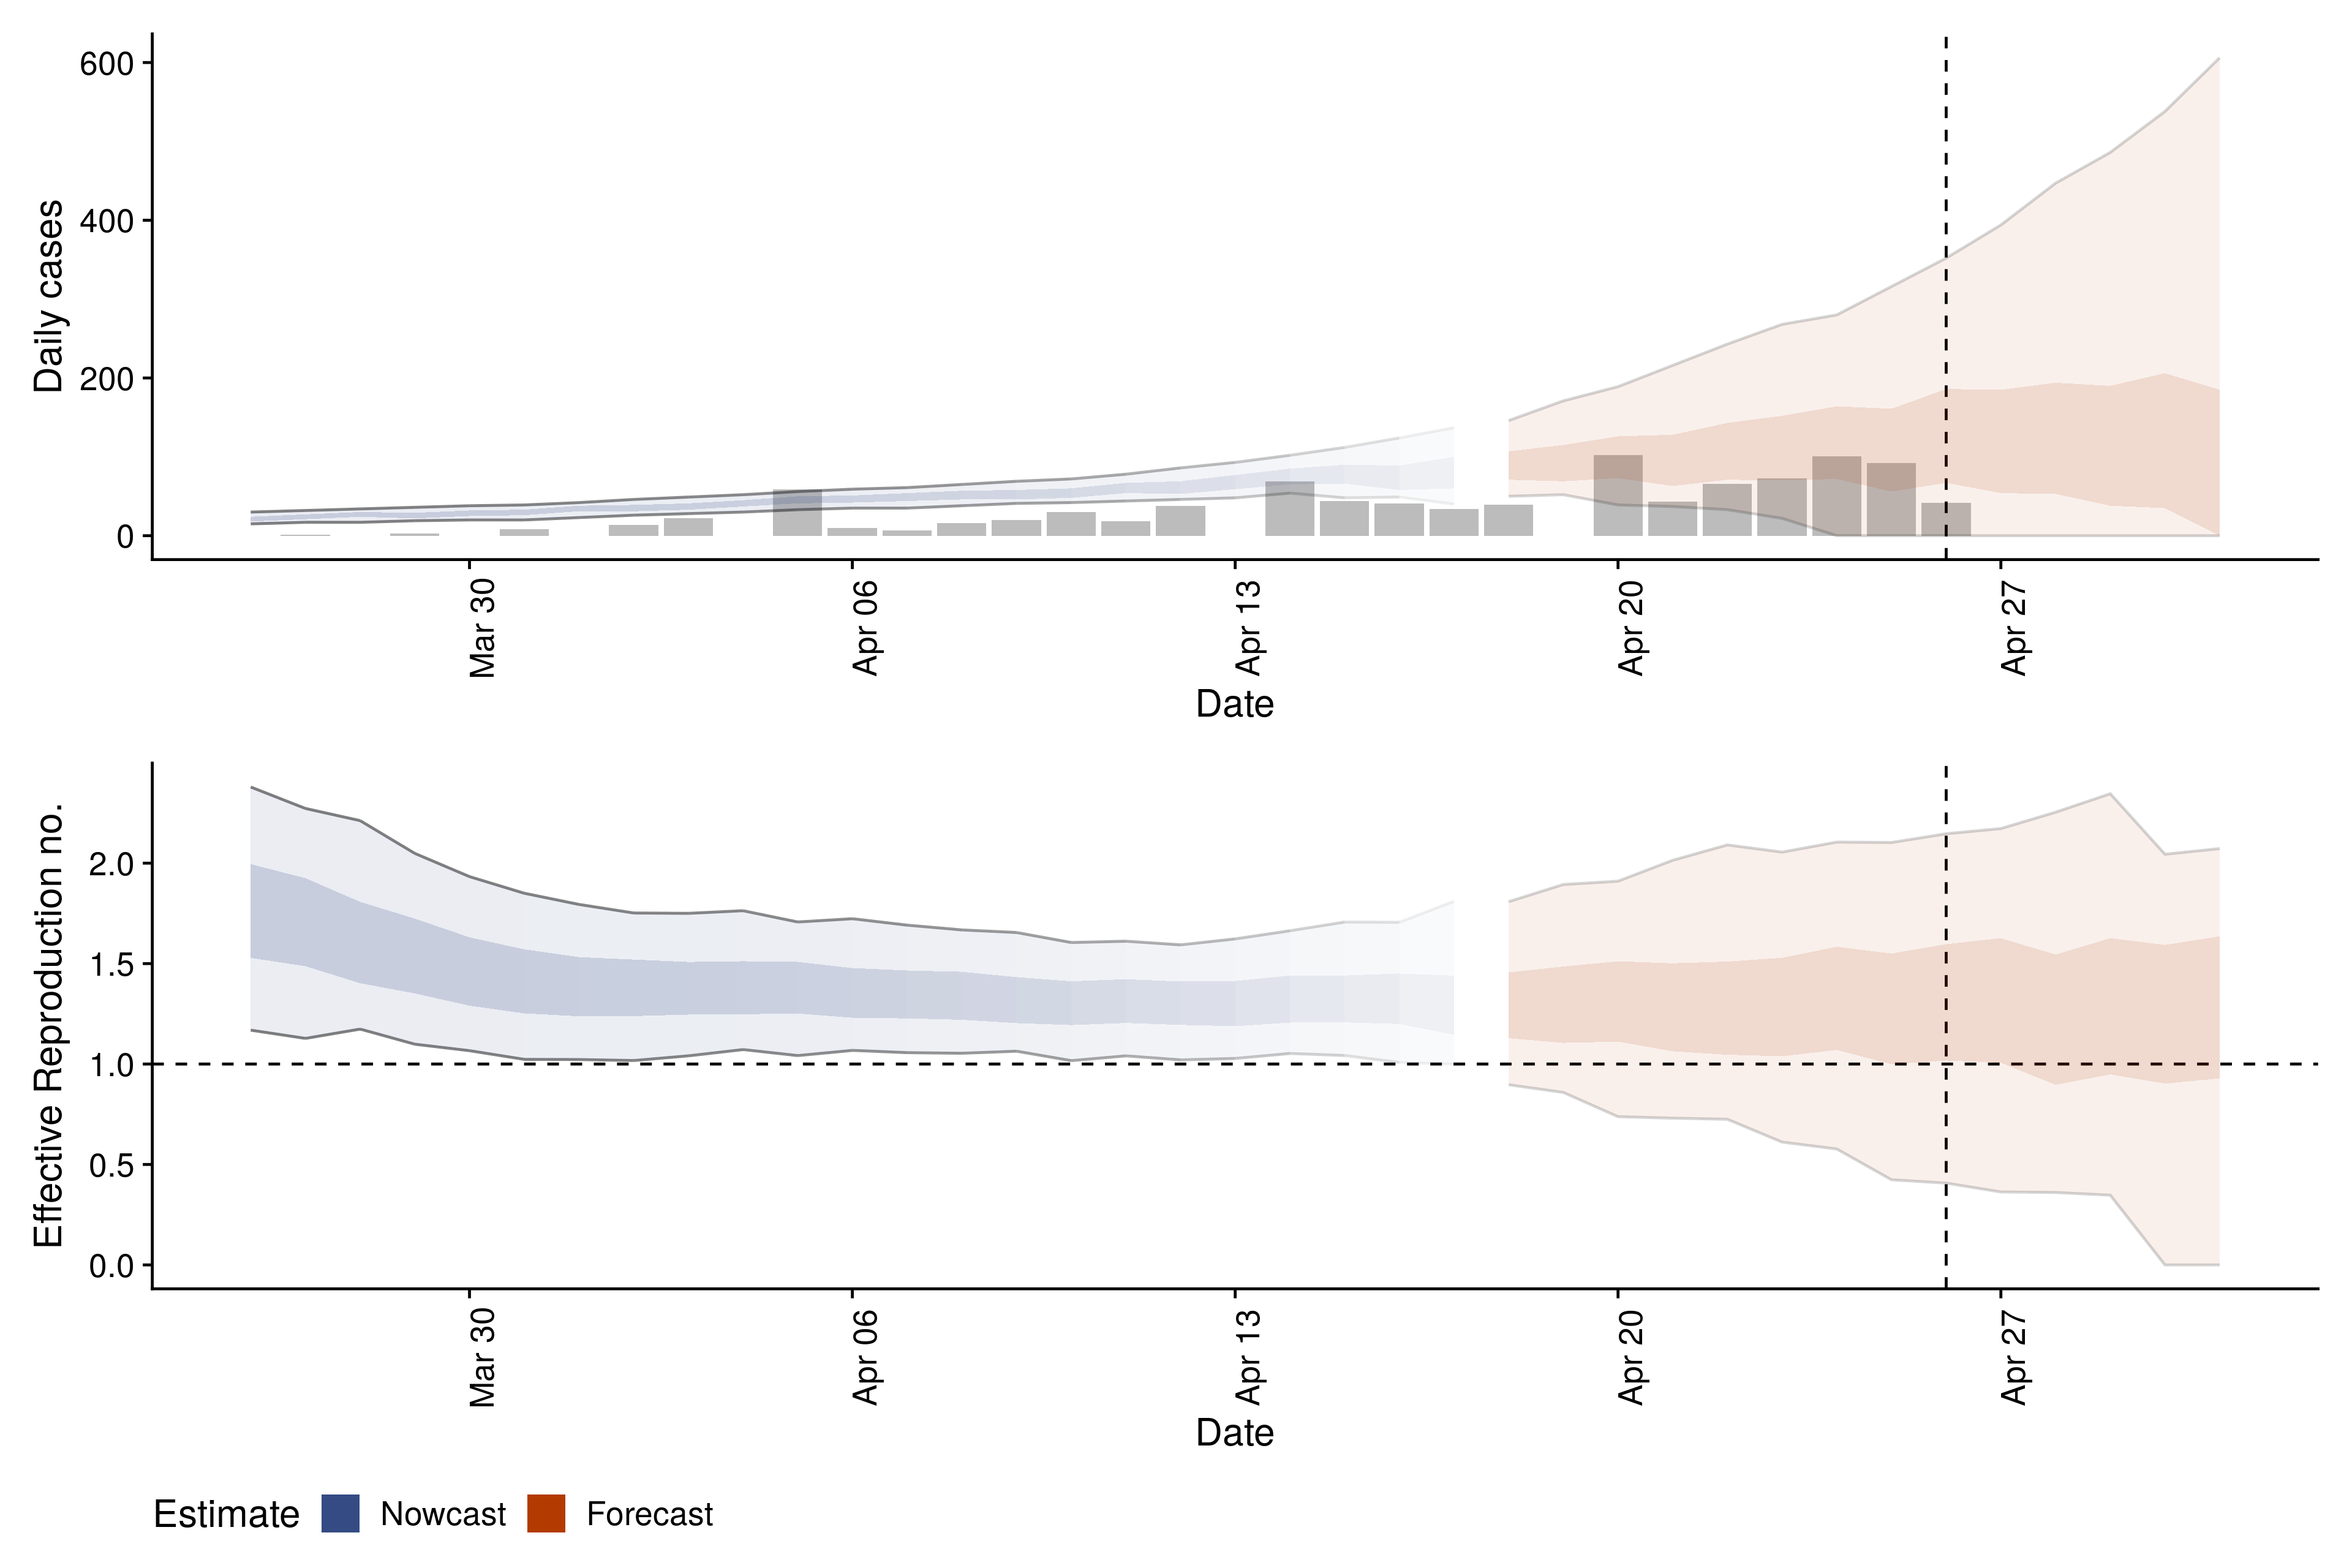 600
400
200
0
Daily cases
Mar 30
Apr 06
Apr 13
Apr 20
Apr 27
Date
2.0
1.5
1.0
0.5
0.0
Effective Reproduction no.
Mar 30
Apr 06
Apr 13
Apr 20
Apr 27
Date
Estimate Nowcast Forecast